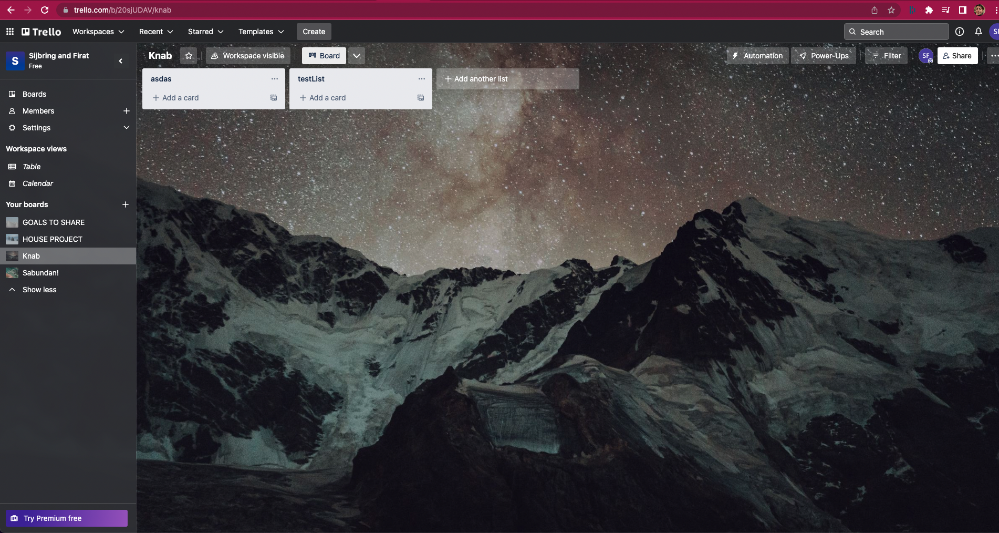 trello.com/b/20sjUDAV/knab
Trello Workspaces Recent Starred Templates Create Search
S Sijbring and Firat
Free
Knab Workspace visible Board Automation Power-Ups Filter SF Share
asdas testList Add another list
Add a card Add a card
Boards
Members
Settings
Workspace views
Table
Calendar
Your boards
GOALS TO SHARE
HOUSE PROJECT
Knab
Sabundan!
Show less
Try Premium free